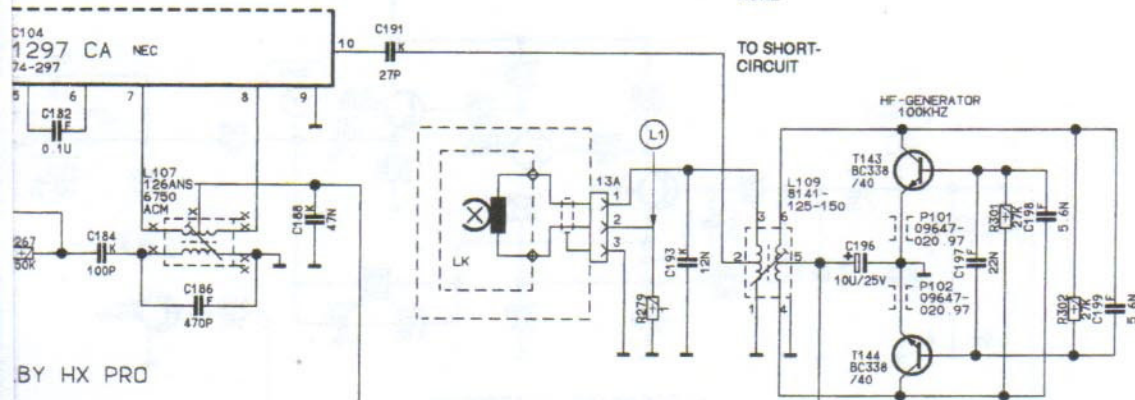 C104
1297 CA NEC
74-297
5
6
7
8
9
10
C191
K
27P
TO SHORT-
CIRCUIT
C182
F
0.1U
L107
126ANS
6750
ACM
X
X
X
X
X
C188
K
47N
267
50K
C184
K
100P
C186
F
470P
LK
13A
1
2
3
L1
R279
1
C193
K
12N
L109
8141-
125-150
3
6
2
5
1
4
HF-GENERATOR
100KHZ
T143
BC338
/40
P101
09647-
020.97
C196
+
10U/25V
P102
09647-
020.97
T144
BC338
/40
C197
F
22N
R301
27K
C198
F
5.6N
R302
27K
C199
F
5.6N
BY HX PRO